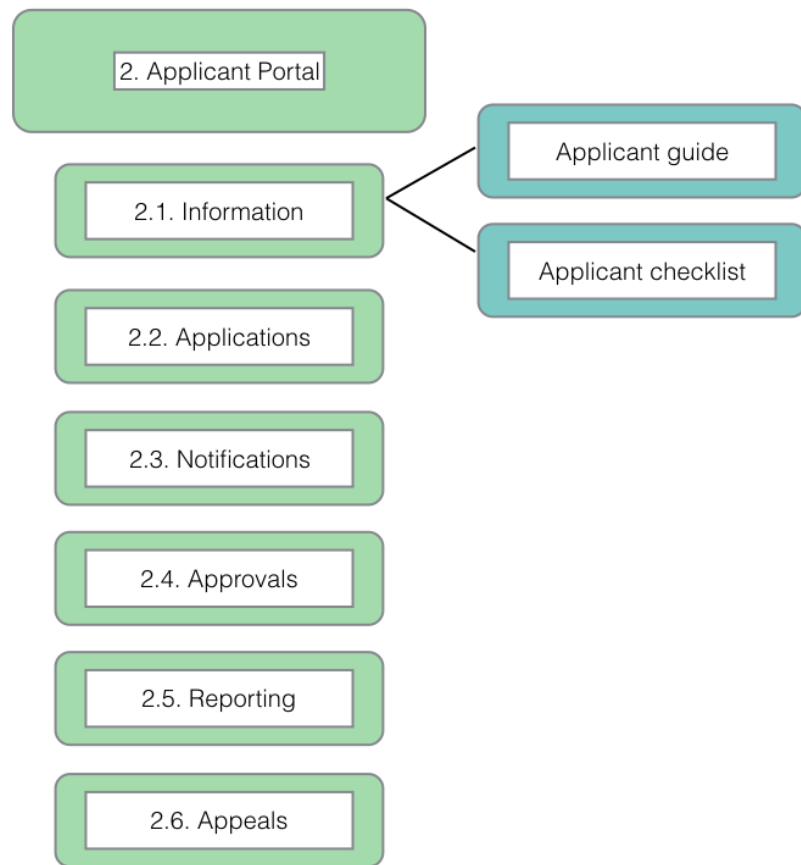 2. Applicant Portal
2.1. Information
Applicant guide
Applicant checklist
2.2. Applications
2.3. Notifications
2.4. Approvals
2.5. Reporting
2.6. Appeals